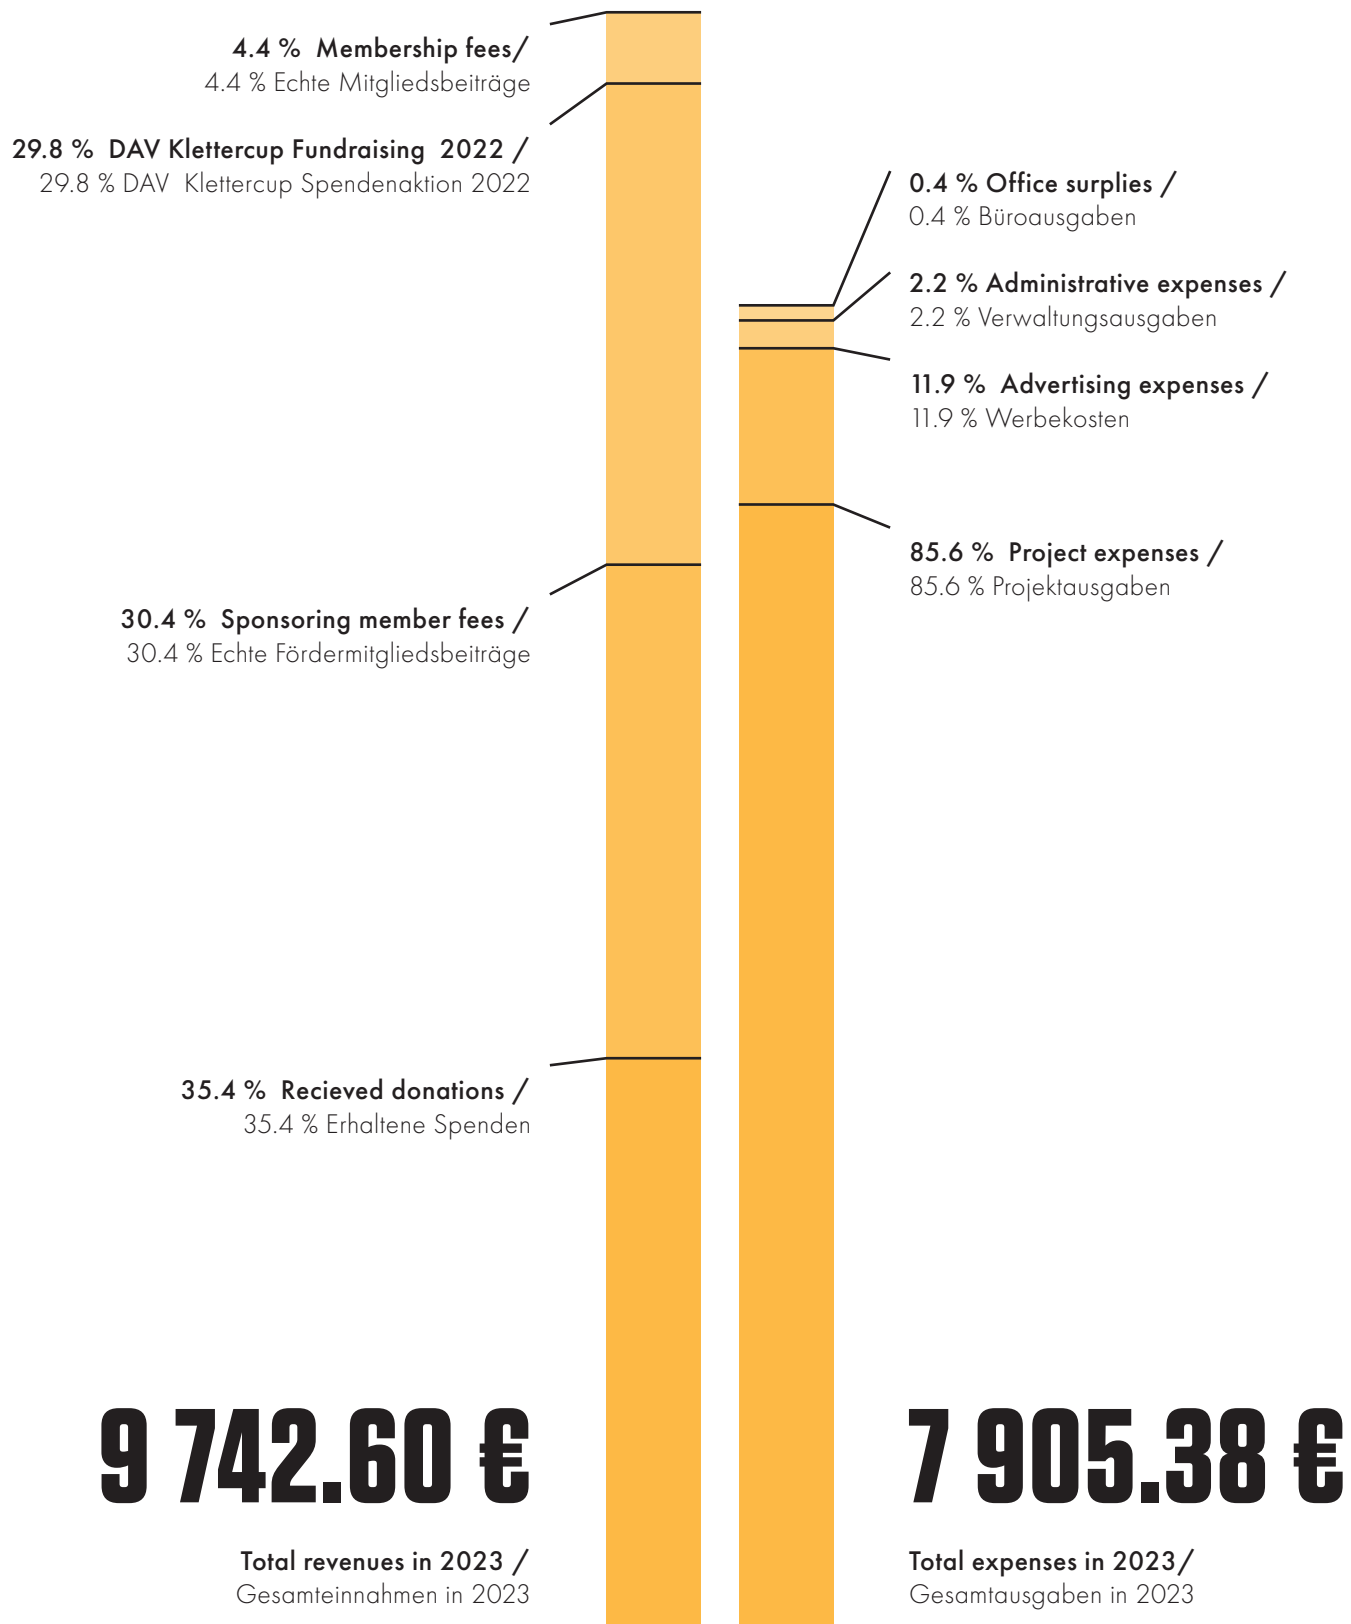 4.4 % Membership fees/
4.4 % Echte Mitgliedsbeiträge
29.8 % DAV Klettercup Fundraising 2022 /
29.8 % DAV Klettercup Spendenaktion 2022
30.4 % Sponsoring member fees /
30.4 % Echte Fördermitgliedsbeiträge
35.4 % Recieved donations /
35.4 % Erhaltene Spenden
9 742.60 €
Total revenues in 2023 /
Gesamteinnahmen in 2023
0.4 % Office surplies /
0.4 % Büroausgaben
2.2 % Administrative expenses /
2.2 % Verwaltungsausgaben
11.9 % Advertising expenses /
11.9 % Werbekosten
85.6 % Project expenses /
85.6 % Projektausgaben
7 905.38 €
Total expenses in 2023/
Gesamtausgaben in 2023